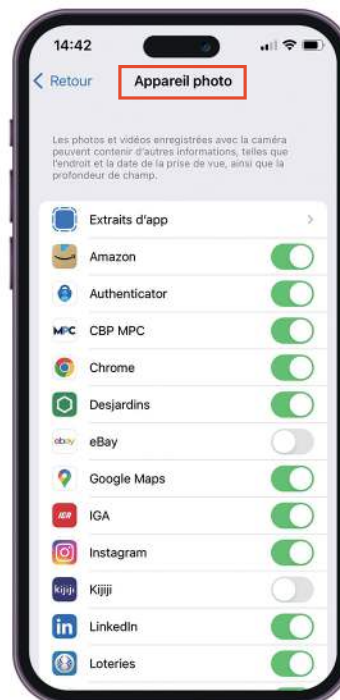 14:42
Retour
Appareil photo
Les photos et vidéos enregistrées avec la caméra
peuvent contenir d'autres informations, telles que
l'endroit et la date de la prise de vue, ainsi que la
profondeur de champ.
Extraits d'app
Amazon
Authenticator
MPC CBP MPC
Chrome
Desjardins
ebay eBay
Google Maps
IGA IGA
Instagram
kijiji Kijiji
in LinkedIn
Loteries